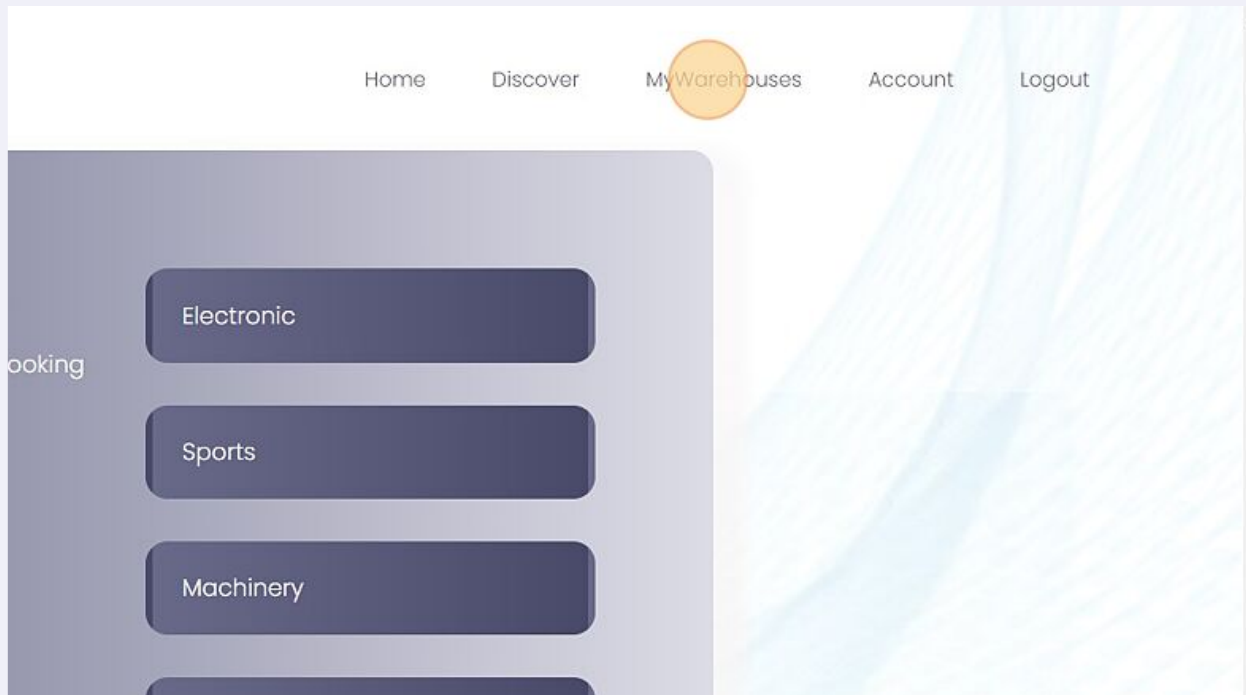 Home Discover MyWarehouses Account Logout
Electronic
ooking
Sports
Machinery